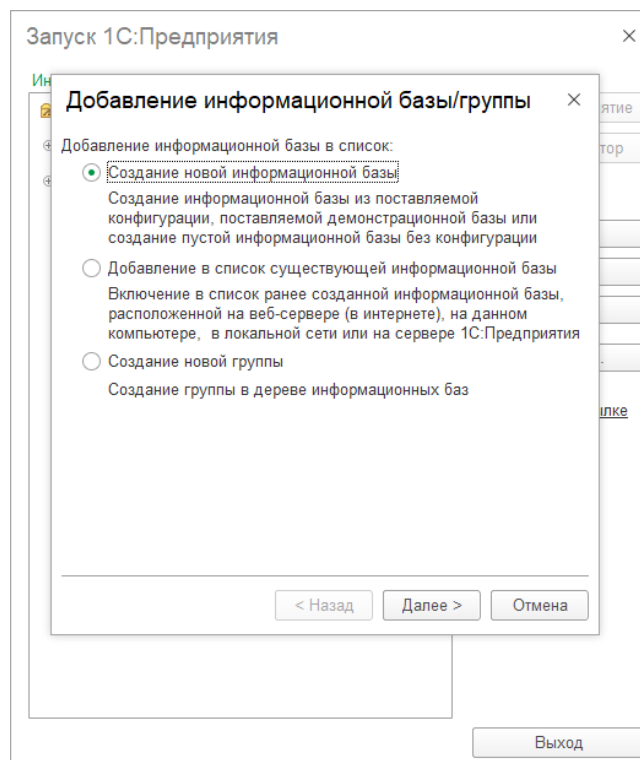 Запуск 1С:Предприятия
Добавление информационной базы/группы
Добавление информационной базы в список:
Создание новой информационной базы
Создание информационной базы из поставляемой
конфигурации, поставляемой демонстрационной базы или
создание пустой информационной базы без конфигурации
Добавление в список существующей информационной базы
Включение в список ранее созданной информационной базы,
расположенной на веб-сервере (в интернете), на данном
компьютере, в локальной сети или на сервере 1С:Предприятия
Создание новой группы
Создание группы в дереве информационных баз
< Назад
Далее >
Отмена
Выход